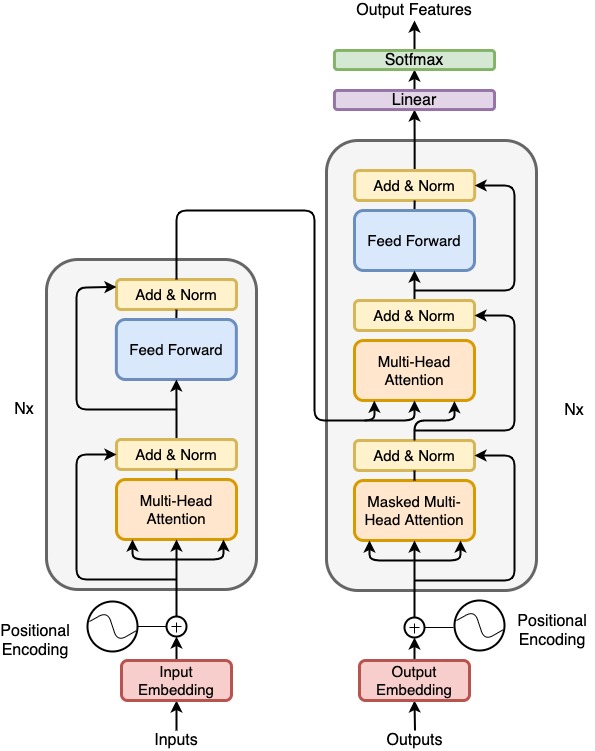 Output Features
Sotfmax
Linear
Add & Norm
Feed Forward
Add & Norm
Multi-Head
Attention
Nx
Add & Norm
Masked Multi-
Head Attention
Add & Norm
Feed Forward
Nx
Add & Norm
Multi-Head
Attention
Positional
Encoding
Positional
Encoding
Input
Embedding
Output
Embedding
Inputs
Outputs